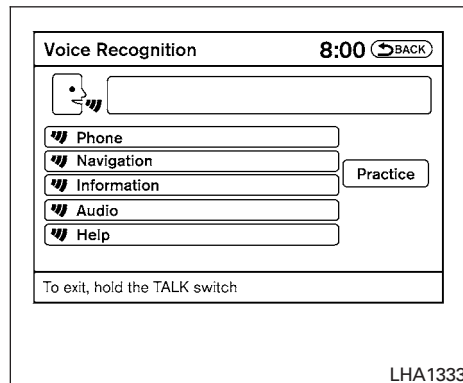 Voice Recognition 8:00 BACK
Phone
Navigation
Practice
Information
Audio
Help
To exit, hold the TALK switch
LHA1333